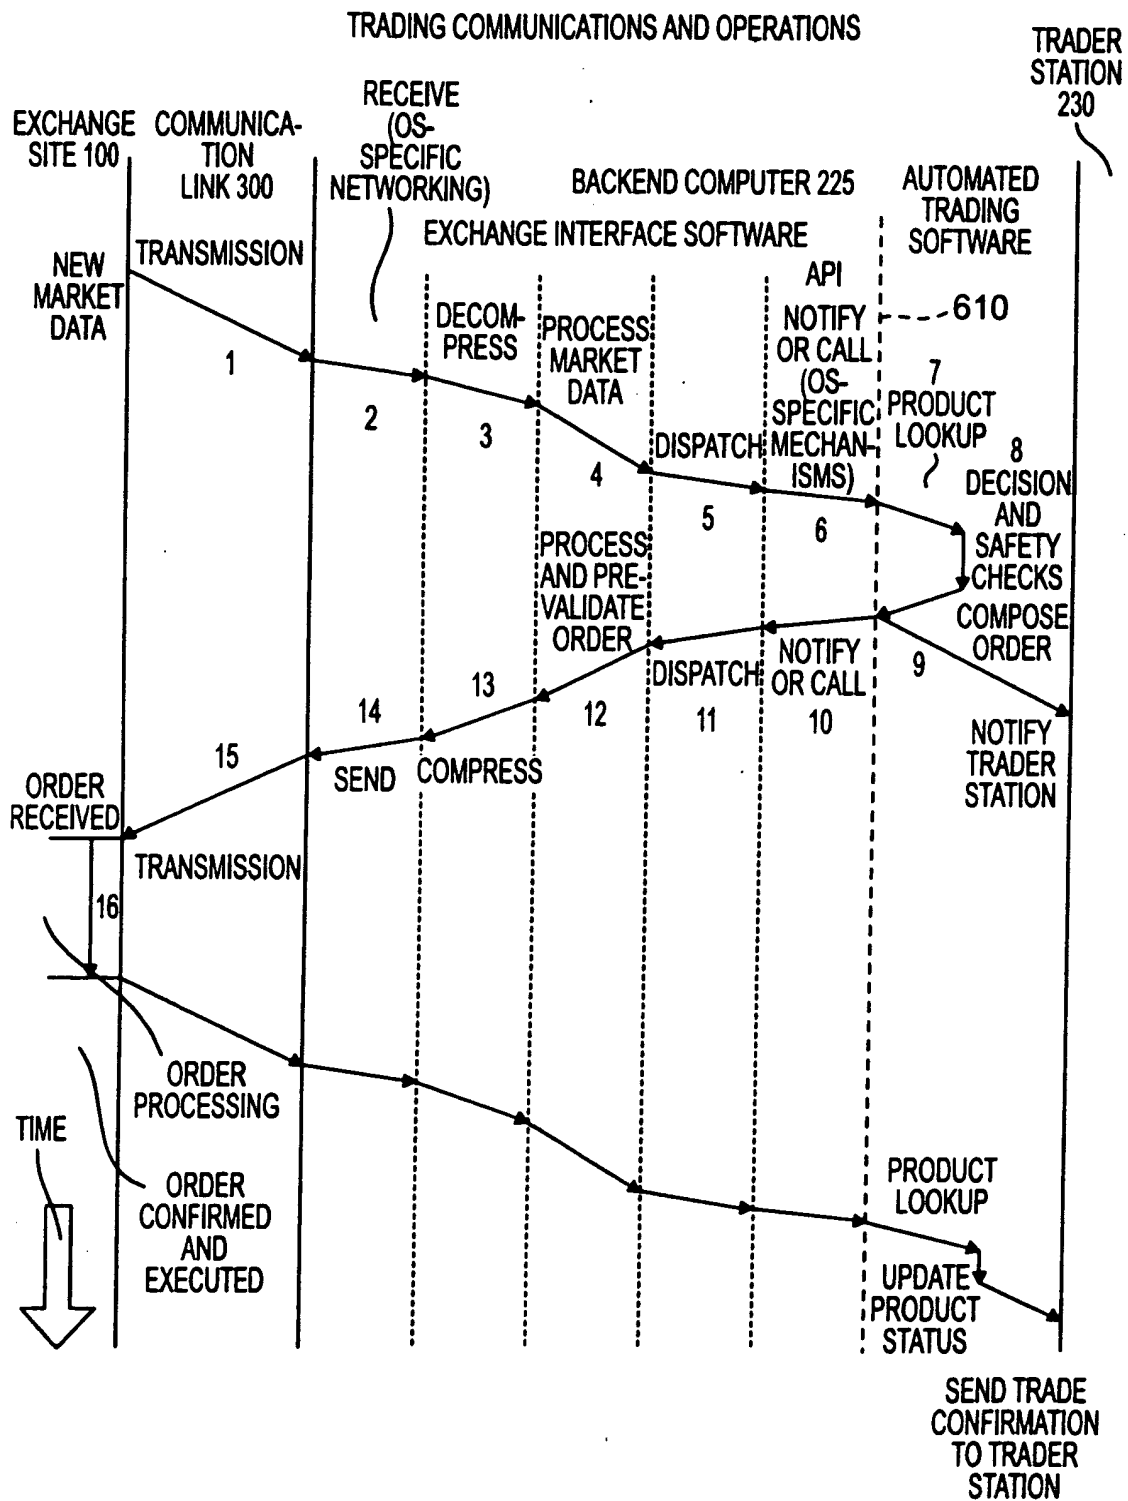 TRADING COMMUNICATIONS AND OPERATIONS
TRADER
STATION
230
EXCHANGE
SITE 100
COMMUNICA-
TION
LINK 300
RECEIVE
(OS-
SPECIFIC
NETWORKING)
BACKEND COMPUTER 225
EXCHANGE INTERFACE SOFTWARE
AUTOMATED
TRADING
SOFTWARE
NEW
MARKET
DATA
TRANSMISSION
1
2
DECOM-
PRESS
3
PROCESS
MARKET
DATA
4
DISPATCH
5
API
NOTIFY
OR CALL
(OS-
SPECIFIC
MECHAN-
ISMS)
6
610
7
PRODUCT
LOOKUP
8
DECISION
AND
SAFETY
CHECKS
COMPOSE
ORDER
9
NOTIFY
TRADER
STATION
NOTIFY
OR CALL
10
DISPATCH
11
PROCESS
AND PRE-
VALIDATE
ORDER
12
13
COMPRESS
14
SEND
15
TRANSMISSION
ORDER
RECEIVED
16
ORDER
PROCESSING
TIME
ORDER
CONFIRMED
AND
EXECUTED
PRODUCT
LOOKUP
UPDATE
PRODUCT
STATUS
SEND TRADE
CONFIRMATION
TO TRADER
STATION